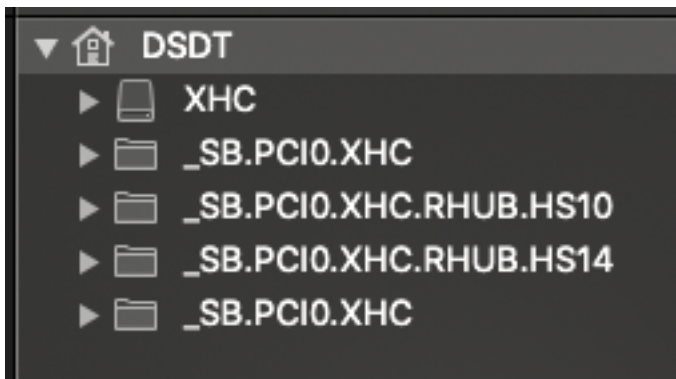 DSDT
XHC
_SB.PCI0.XHC
_SB.PCI0.XHC.RHUB.HS10
_SB.PCI0.XHC.RHUB.HS14
_SB.PCI0.XHC